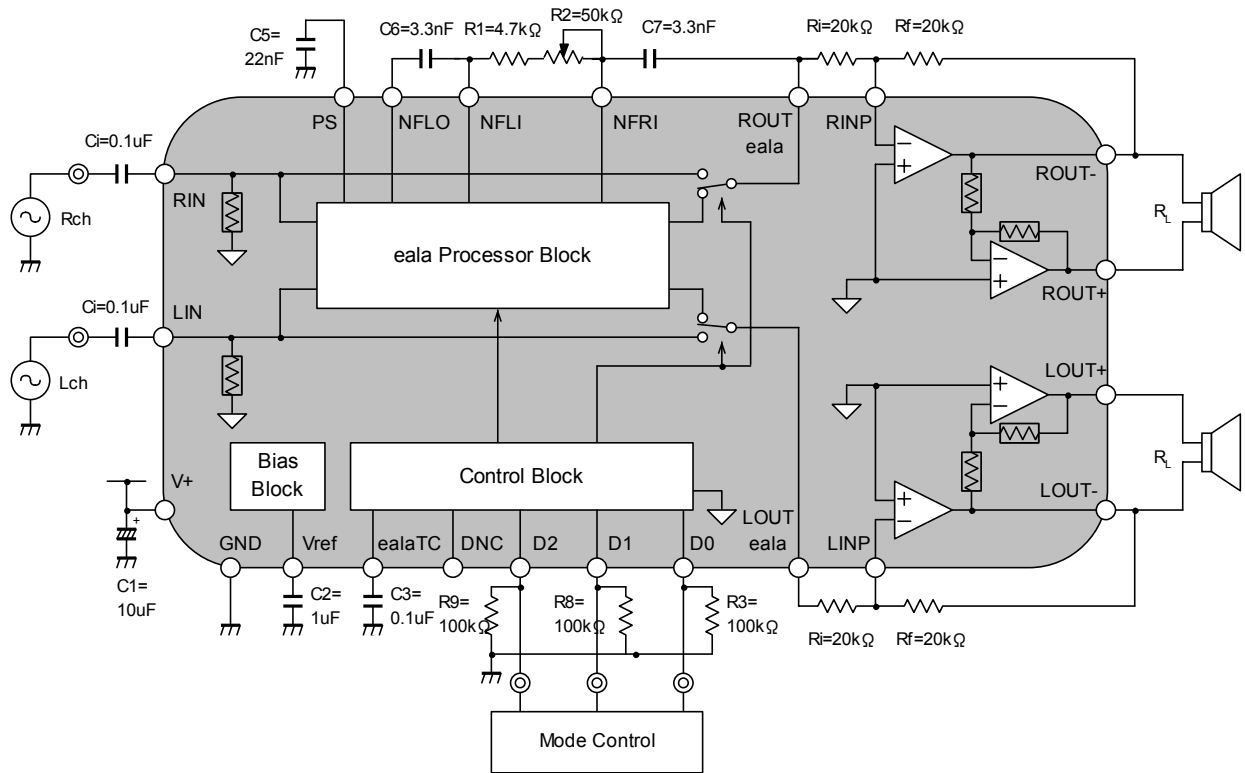 C5=
22nF
C6=3.3nF
R1=4.7kΩ
R2=50kΩ
C7=3.3nF
Ri=20kΩ
Rf=20kΩ
PS
NFLO
NFLI
NFRI
ROUT
eala
RINP
Ci=0.1uF
RIN
Rch
ROUT-
RL
ROUT+
eala Processor Block
Ci=0.1uF
LIN
Lch
LOUT+
RL
LOUT-
Bias
Block
Control Block
V+
GND
Vref
ealaTC
DNC
D2
D1
D0
LOUT
eala
LINP
+
C1=
10uF
C2=
1uF
C3=
0.1uF
R9=
100kΩ
R8=
100kΩ
R3=
100kΩ
Ri=20kΩ
Rf=20kΩ
Mode Control